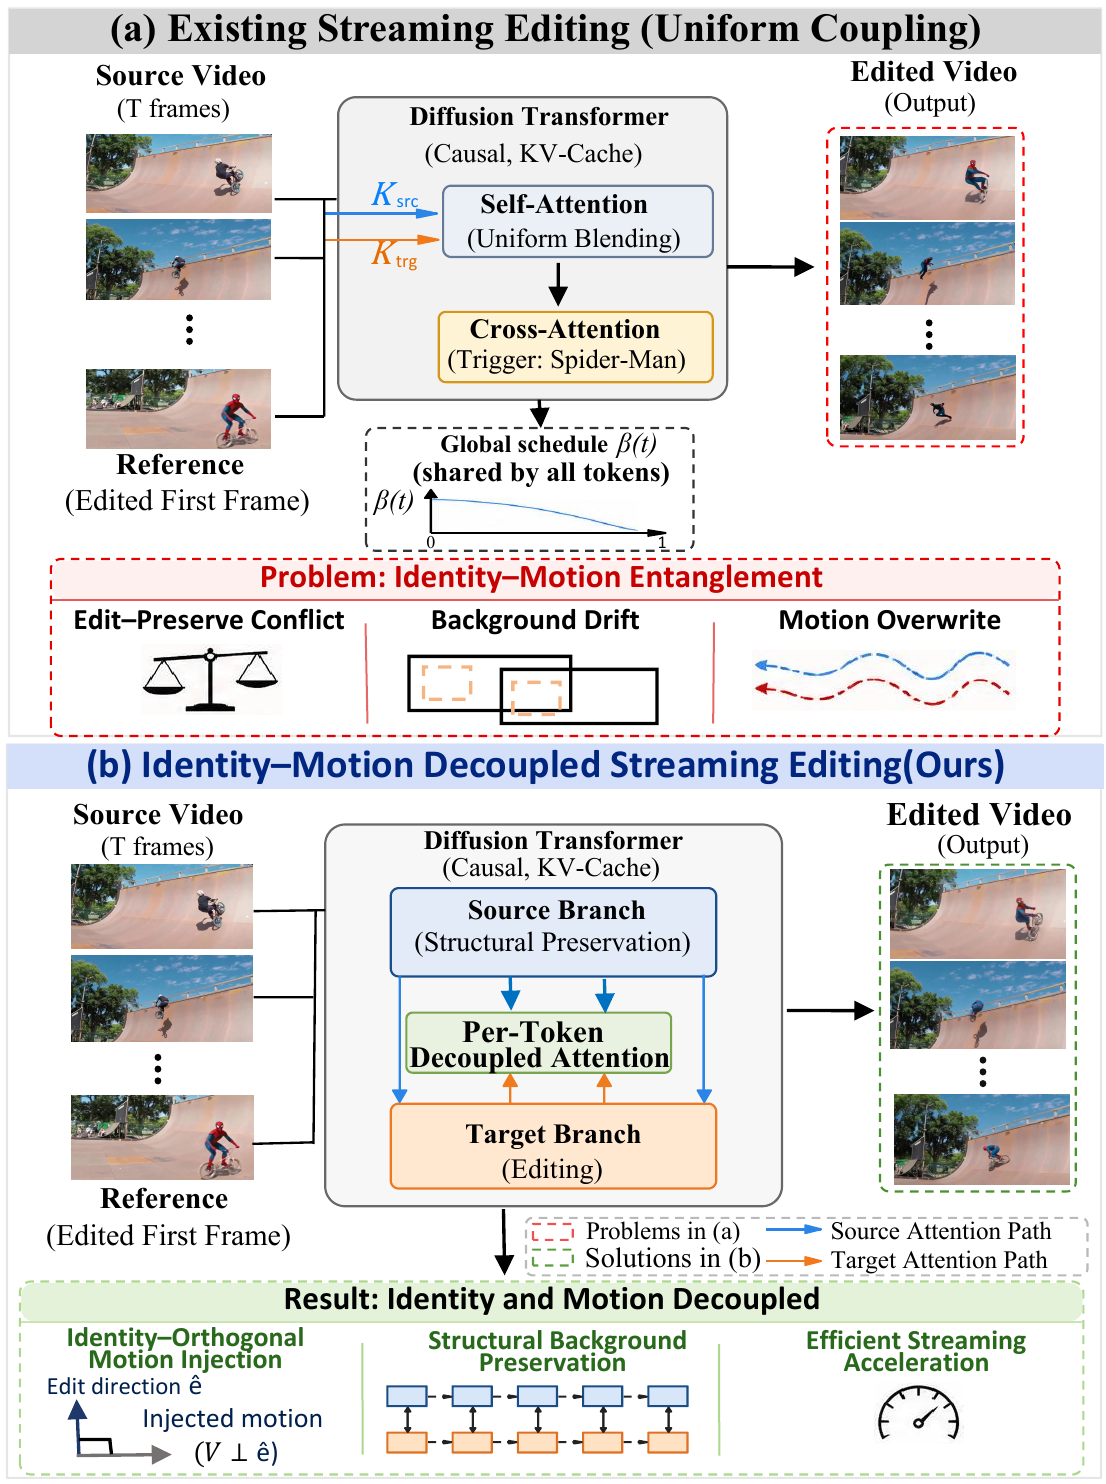 (a) Existing Streaming Editing (Uniform Coupling)
Source Video
(T frames)
Reference
(Edited First Frame)
Diffusion Transformer
(Causal, KV-Cache)
K_src
K_trg
Self-Attention
(Uniform Blending)
Cross-Attention
(Trigger: Spider-Man)
Global schedule β(t)
(shared by all tokens)
β(t)
0
1
Edited Video
(Output)
Problem: Identity–Motion Entanglement
Edit–Preserve Conflict
Background Drift
Motion Overwrite
(b) Identity–Motion Decoupled Streaming Editing(Ours)
Source Video
(T frames)
Reference
(Edited First Frame)
Diffusion Transformer
(Causal, KV-Cache)
Source Branch
(Structural Preservation)
Per-Token
Decoupled Attention
Target Branch
(Editing)
Edited Video
(Output)
Problems in (a)
Source Attention Path
Solutions in (b)
Target Attention Path
Result: Identity and Motion Decoupled
Identity–Orthogonal
Motion Injection
Edit direction ê
Injected motion
(V ⊥ ê)
Structural Background
Preservation
Efficient Streaming
Acceleration